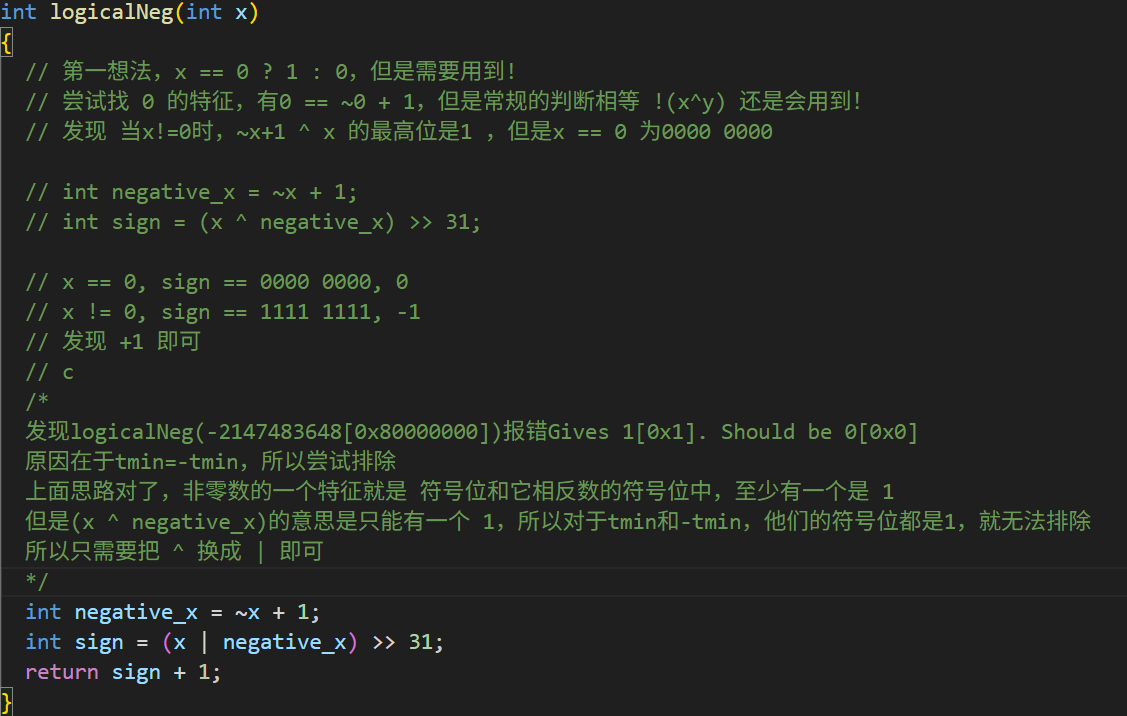 int logicalNeg(int x)
{
// 第一想法，x == 0 ? 1 : 0，但是需要用到!
// 尝试找 0 的特征，有0 == ~0 + 1，但是常规的判断相等 !(x^y) 还是会用到!
// 发现 当x!=0时，~x+1 ^ x 的最高位是1 ，但是x == 0 为0000 0000
// int negative_x = ~x + 1;
// int sign = (x ^ negative_x) >> 31;
// x == 0, sign == 0000 0000, 0
// x != 0, sign == 1111 1111, -1
// 发现 +1 即可
// c
/*
发现logicalNeg(-2147483648[0x80000000])报错Gives 1[0x1]. Should be 0[0x0]
原因在于tmin=-tmin，所以尝试排除
上面思路对了，非零数的一个特征就是 符号位和它相反数的符号位中，至少有一个是 1
但是(x ^ negative_x)的意思是只能有一个 1，所以对于tmin和-tmin，他们的符号位都是1，就无法排除
所以只需要把 ^ 换成 | 即可
*/
int negative_x = ~x + 1;
int sign = (x | negative_x) >> 31;
return sign + 1;
}